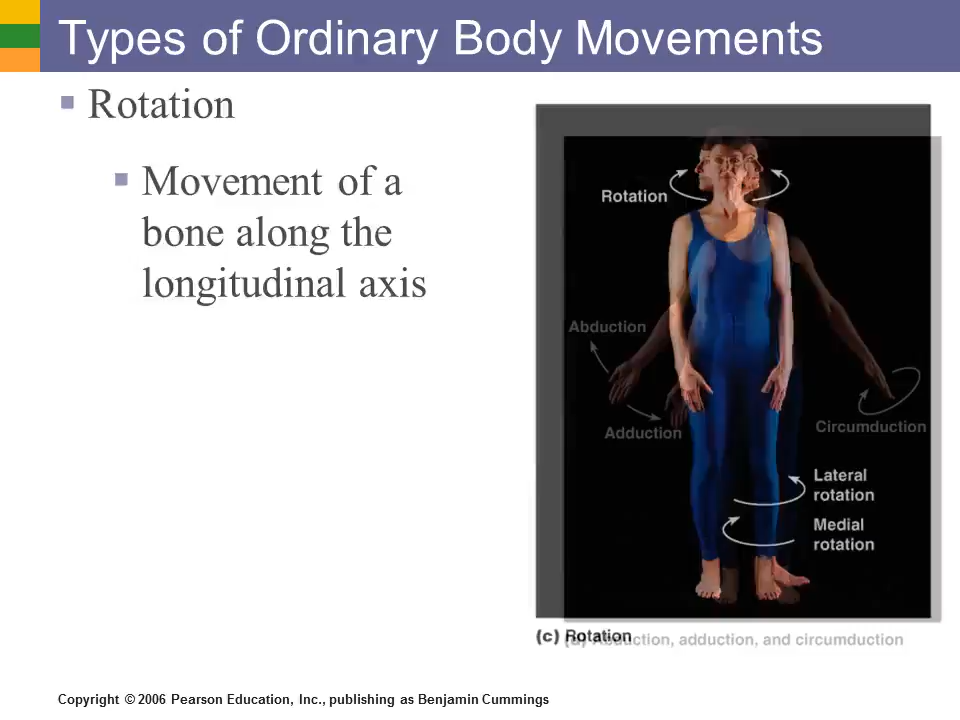 Types of Ordinary Body Movements
Rotation
Movement of a
bone along the
longitudinal axis
Rotation
Abduction
Adduction
Circumduction
Lateral
rotation
Medial
rotation
(c) Rotation
(d) Abduction, adduction, and circumduction
Copyright © 2006 Pearson Education, Inc., publishing as Benjamin Cummings